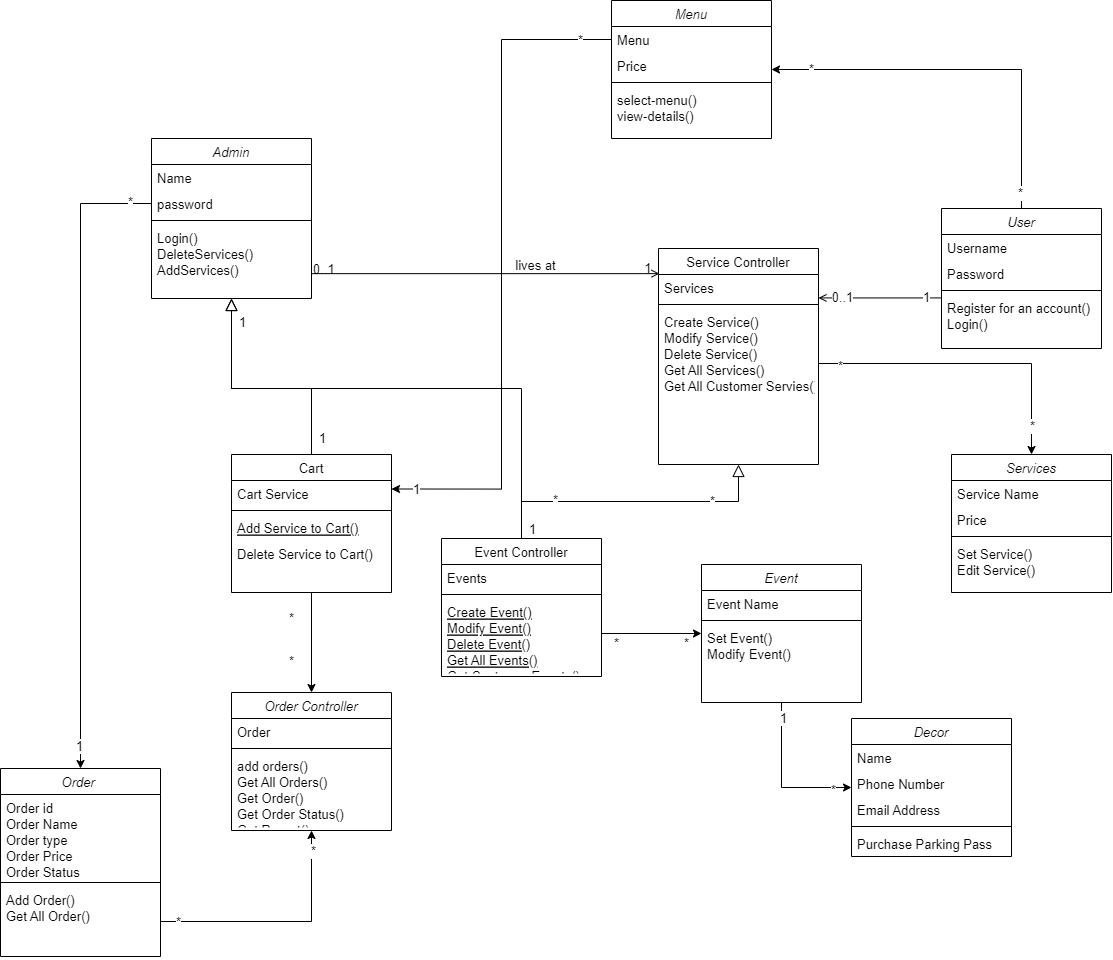 Menu
Menu
Price
select-menu()
view-details()
*
*
*
Admin
Name
password
Login()
DeleteServices()
AddServices()
*
0..1
lives at
1
1
Service Controller
Services
Create Service()
Modify Service()
Delete Service()
Get All Services()
Get All Customer Servies(
User
Username
Password
Register for an account()
Login()
0..1
1
*
*
Services
Service Name
Price
Set Service()
Edit Service()
1
Cart
Cart Service
Add Service to Cart()
Delete Service to Cart()
1
*
*
1
Event Controller
Events
Create Event()
Modify Event()
Delete Event()
Get All Events()
*
*
Event
Event Name
Set Event()
Modify Event()
1
*
Decor
Name
Phone Number
Email Address
Purchase Parking Pass
*
*
Order Controller
Order
add orders()
Get All Orders()
Get Order()
Get Order Status()
*
1
Order
Order id
Order Name
Order type
Order Price
Order Status
Add Order()
Get All Order()
*